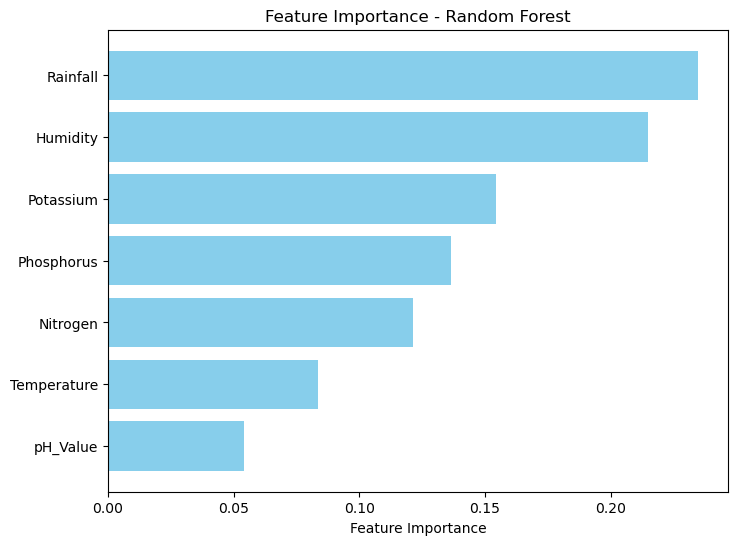 Feature Importance - Random Forest
Rainfall
Humidity
Potassium
Phosphorus
Nitrogen
Temperature
pH_Value
0.00 0.05 0.10 0.15 0.20
Feature Importance